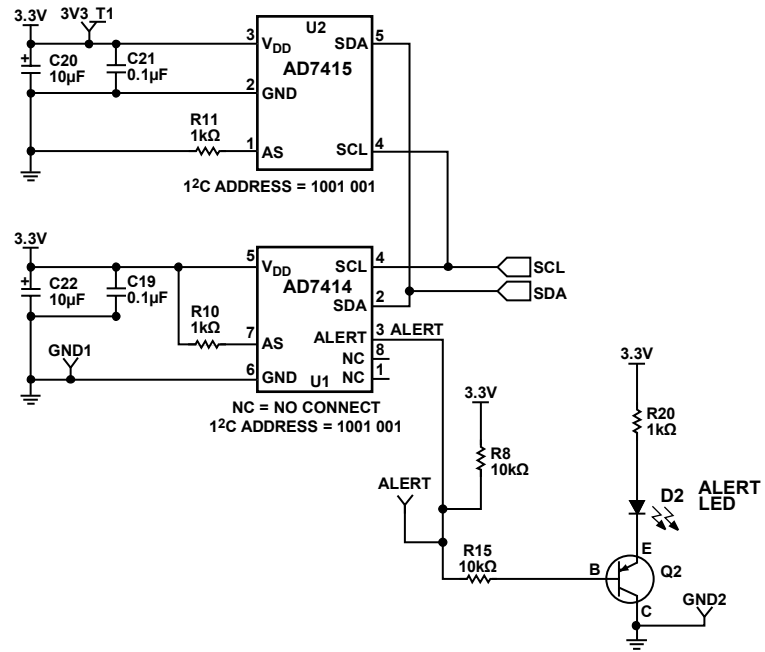 3.3V 3V3_T1
C20
10µF
C21
0.1µF
R11
1kΩ
U2
AD7415
3 VDD
2 GND
1 AS
SDA 5
SCL 4
1²C ADDRESS = 1001 001
3.3V
C22
10µF
C19
0.1µF
R10
1kΩ
GND1
AD7414
U1
5 VDD
7 AS
6 GND
SCL 4
SDA 2
ALERT 3 ALERT
NC 8
NC 1
SCL
SDA
NC = NO CONNECT
1²C ADDRESS = 1001 001
3.3V
R8
10kΩ
ALERT
R15
10kΩ
3.3V
R20
1kΩ
D2
ALERT
LED
E
B
Q2
C
GND2